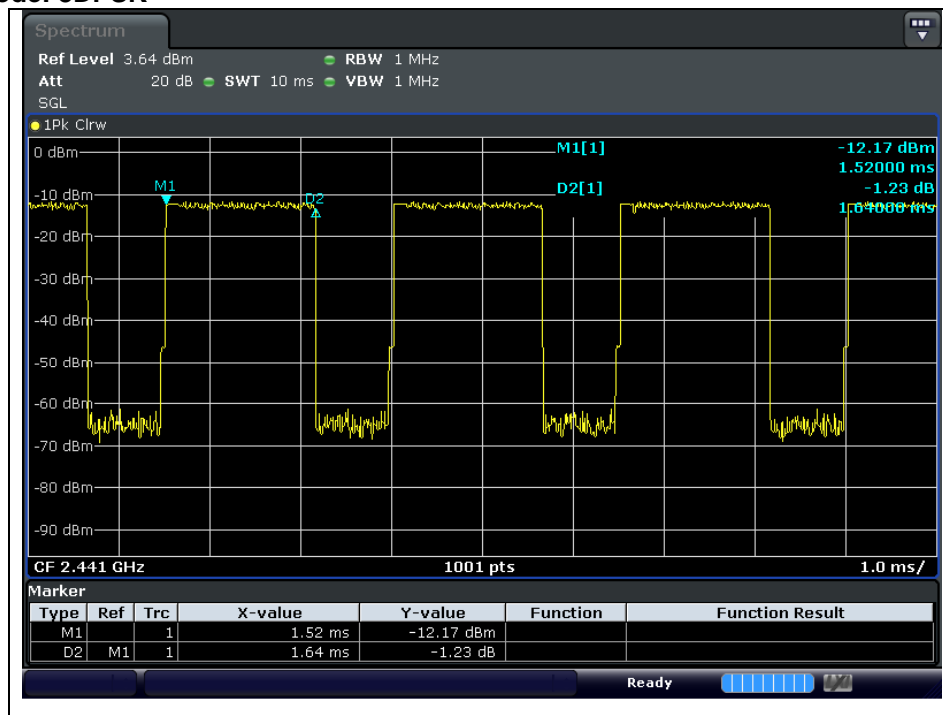 Spectrum
Ref Level 3.64 dBm RBW 1 MHz
Att 20 dB SWT 10 ms VBW 1 MHz
SGL
1Pk Clrw
0 dBm
M1[1] -12.17 dBm
1.52000 ms
-10 dBm
M1
D2
D2[1] -1.23 dB
1.64000 ms
-20 dBm
-30 dBm
-40 dBm
-50 dBm
-60 dBm
-70 dBm
-80 dBm
-90 dBm
CF 2.441 GHz 1001 pts 1.0 ms/
Marker
Type Ref Trc X-value Y-value Function Function Result
M1 1 1.52 ms -12.17 dBm
D2 M1 1 1.64 ms -1.23 dB
Ready